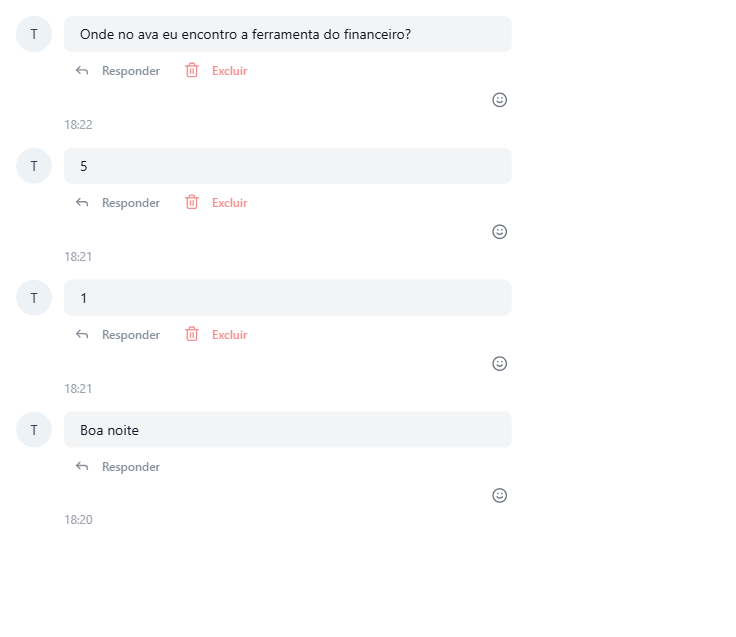 T
Onde no ava eu encontro a ferramenta do financeiro?
Responder Excluir
18:22
T
5
Responder Excluir
18:21
T
1
Responder Excluir
18:21
T
Boa noite
Responder
18:20